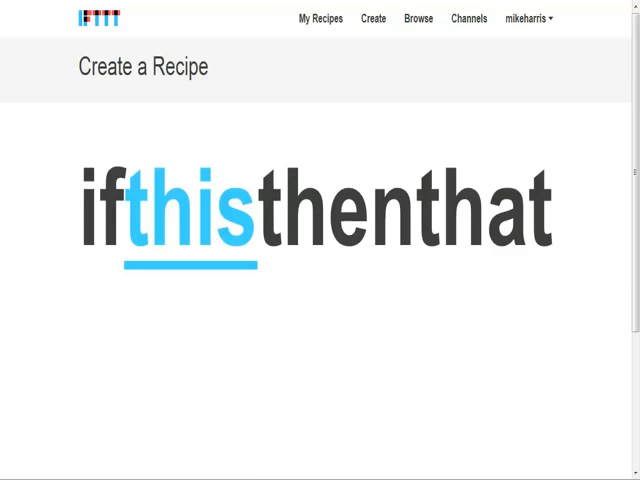 IFTTT My Recipes Create Browse Channels mikeharris
Create a Recipe
ifthisthenthat